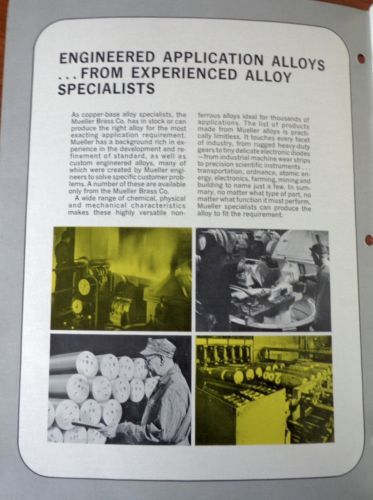 ENGINEERED APPLICATION ALLOYS
...FROM EXPERIENCED ALLOY
SPECIALISTS
As copper-base alloy specialists, the
Mueller Brass Co. has in stock or can
produce the right alloy for the most
exacting application requirement.
Mueller has a background rich in ex-
perience in the development and re-
finement of standard, as well as
custom engineered alloys, many of
which were created by Mueller engi-
neers to solve specific customer prob-
lems. A number of these are available
only from the Mueller Brass Co.
A wide range of chemical, physical
and mechanical characteristics
makes these highly versatile non-
ferrous alloys ideal for thousands of
applications. The list of products
made from Mueller alloys is practi-
cally limitless. It touches every facet
of industry, from rugged heavy-duty
gears to tiny delicate electronic diodes
—from industrial machine wear strips
to precision scientific instruments...
transportation, ordnance, atomic en-
ergy, electronics, farming, mining and
building to name just a few. In sum-
mary, no matter what type of part, no
matter what function it must perform,
Mueller specialists can produce the
alloy to fit the requirement.